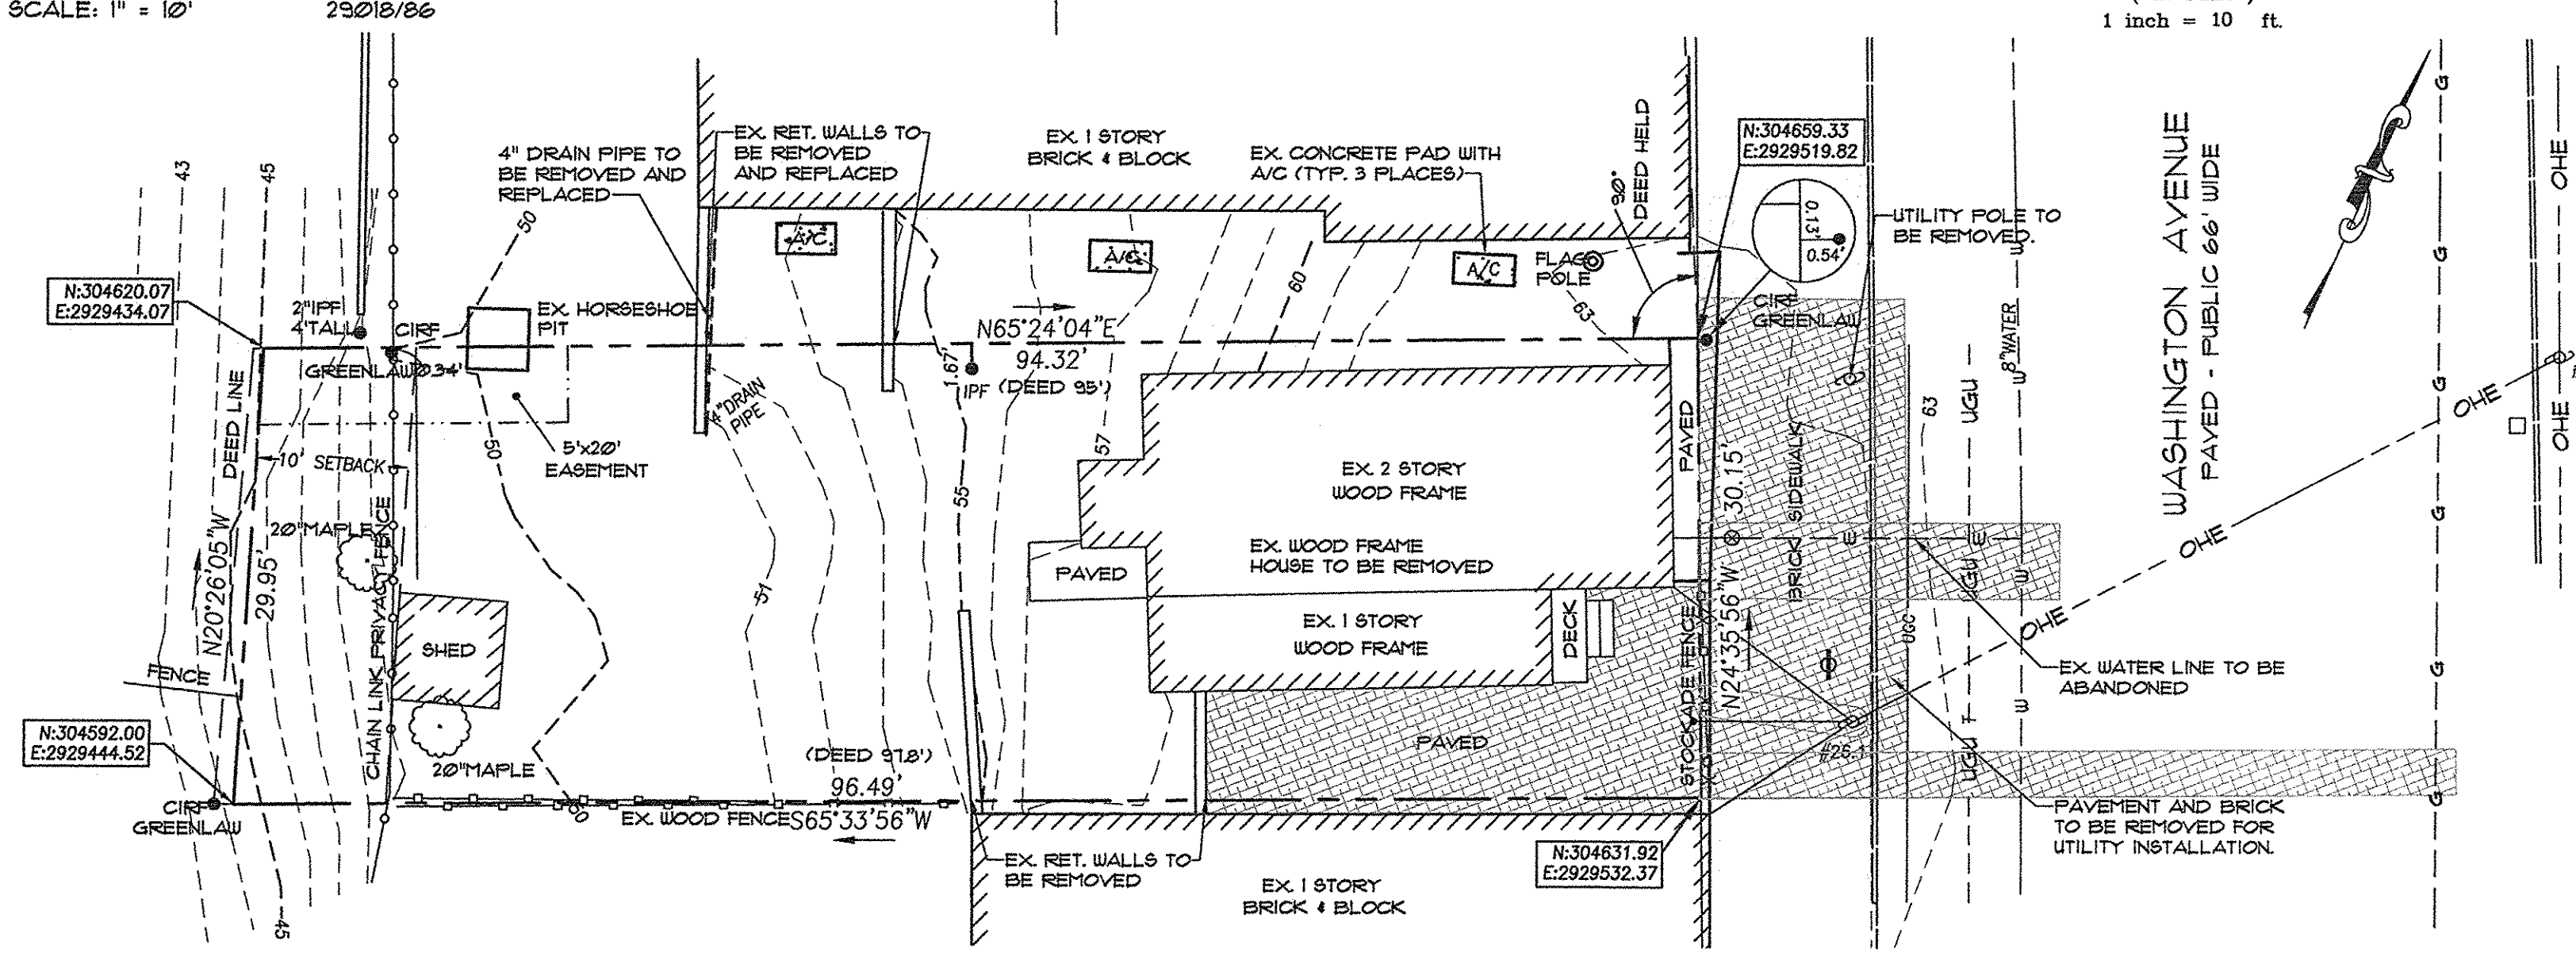 SCALE: 1" = 10'
29018/86
1 inch = 10 ft.
43
45
50
4" DRAIN PIPE TO
BE REMOVED AND
REPLACED
EX. RET. WALLS TO
BE REMOVED
AND REPLACED
EX. 1 STORY
BRICK & BLOCK
EX. CONCRETE PAD WITH
A/C (TYP. 3 PLACES)
90°
DEED HELD
N:304659.33
E:2929519.82
0.13'
0.54'
UTILITY POLE TO
BE REMOVED.
WASHINGTON AVENUE
PAVED - PUBLIC 66' WIDE
G
G
G
G
G
G
G
OHE
OHE
OHE
OHE
OHE
N:304620.07
E:2929434.07
2" IPF
4' TALL
CIRF
GREENLAW 0.34'
EX. HORSESHOE
PIT
A/C
A/C
A/C
FLAG
POLE
60
63
CIRF
GREENLAW
N65°24'04"E
94.32'
(DEED 95')
1.67'
IPF
4" DRAIN
PIPE
DEED LINE
10' SETBACK
5'x20'
EASEMENT
50
55
57
51
N20°26'05"W
29.95'
20" MAPLE
CHAIN LINK PRIVACY FENCE
SHED
FENCE
EX. 2 STORY
WOOD FRAME
EX. WOOD FRAME
HOUSE TO BE REMOVED
PAVED
EX. 1 STORY
WOOD FRAME
DECK
PAVED
BRICK SIDEWALK
N24°35'56"W 30.15'
STOCKADE FENCE
63
UGU
UGU
UGU
UGC
8" WATER
W
W
W
W
W
E
E
EX. WATER LINE TO BE
ABANDONED
N:304592.00
E:2929444.52
CIRF
GREENLAW
20" MAPLE
(DEED 97.8')
96.49'
EX. WOOD FENCE
S65°33'56"W
50
45
PAVED
#26.1
PAVEMENT AND BRICK
TO BE REMOVED FOR
UTILITY INSTALLATION.
EX. RET. WALLS TO
BE REMOVED
EX. 1 STORY
BRICK & BLOCK
N:304631.92
E:2929532.37